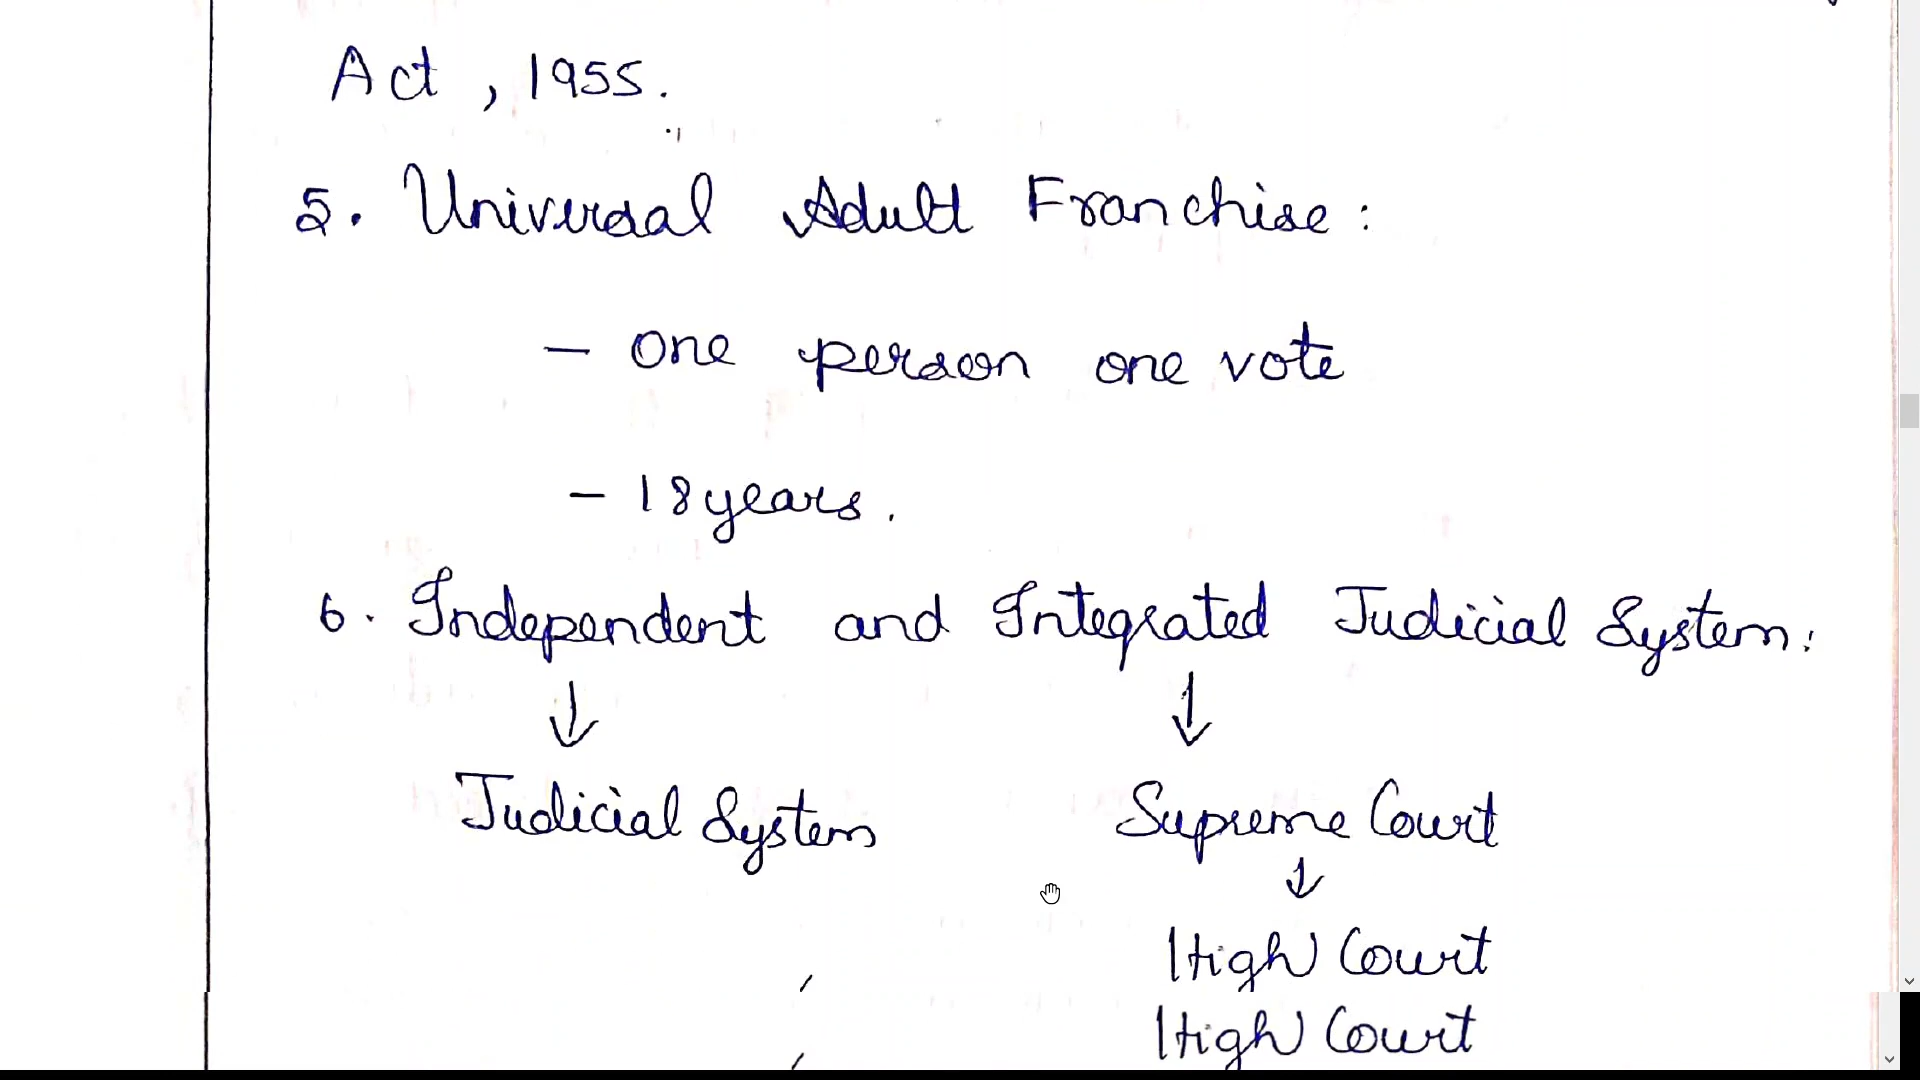 Act, 1955.
5. Universal Adult Franchise:
- One person one vote
- 18 years.
6. Independent and Integrated Judicial System:
↓ ↓
Judicial System Supreme Court
↓
High Court
High Court